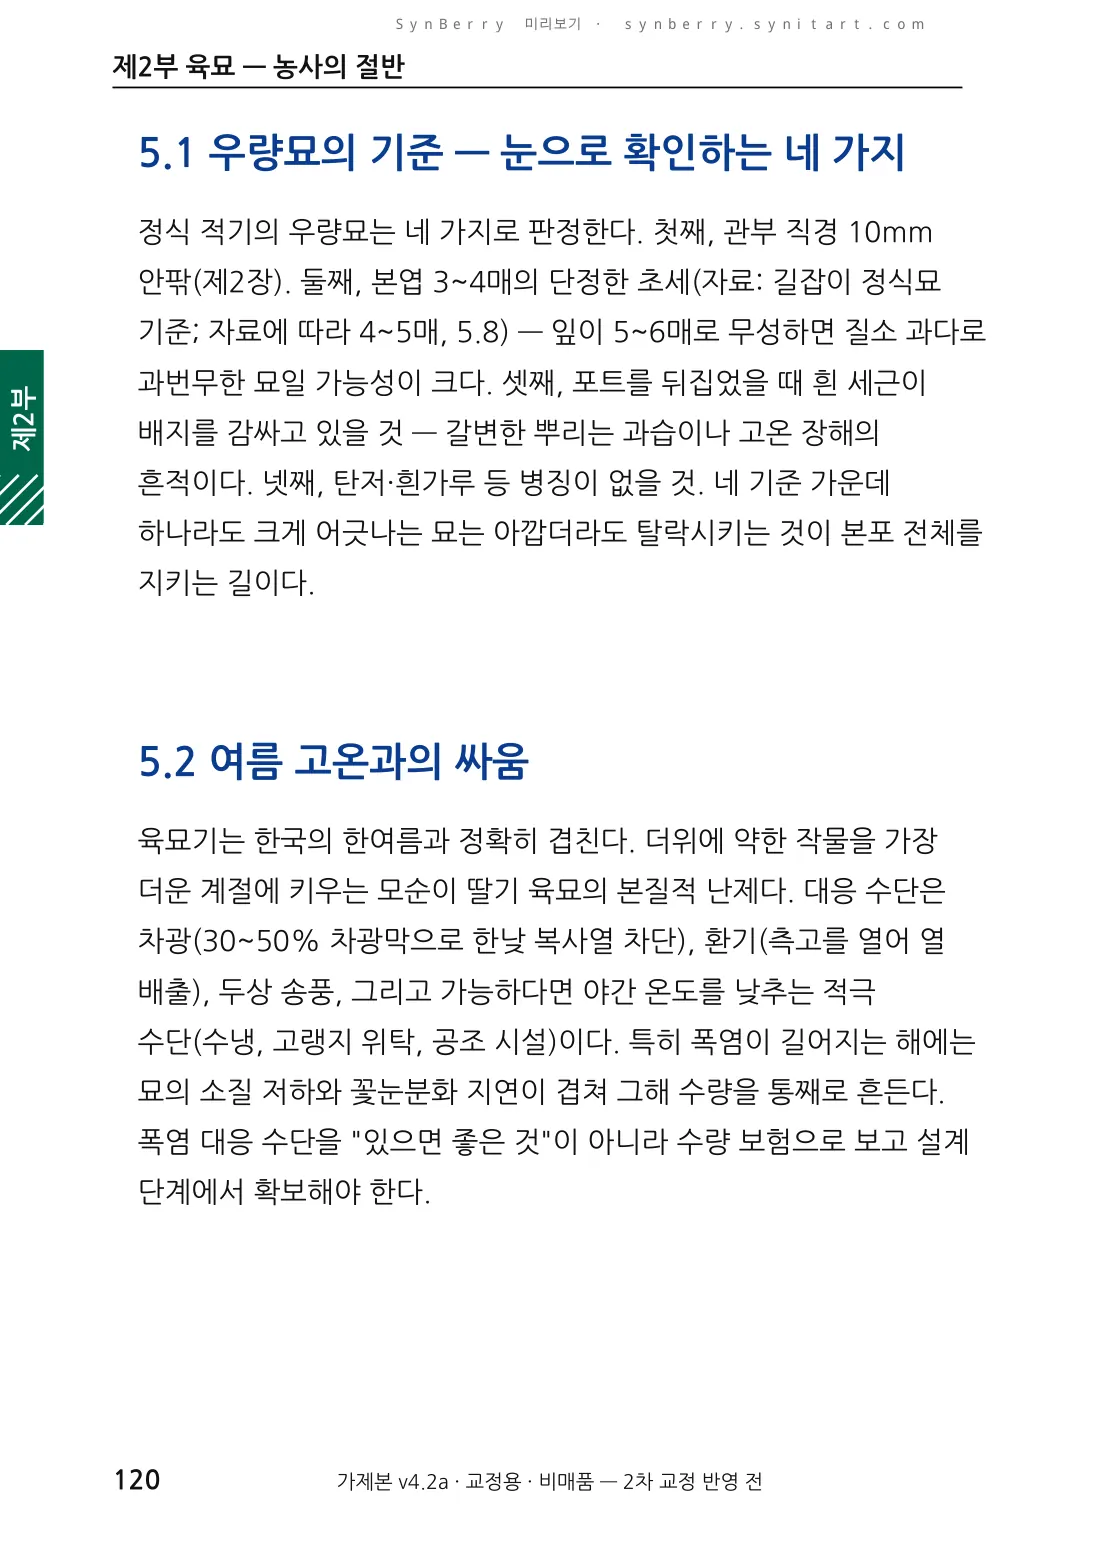 SynBerry 미리보기 · synberry.synitart.com
제2부 육묘 — 농사의 절반
5.1 우량묘의 기준 — 눈으로 확인하는 네 가지
정식 적기의 우량묘는 네 가지로 판정한다. 첫째, 관부 직경 10mm
안팎(제2장). 둘째, 본엽 3~4매의 단정한 초세(자료: 길잡이 정식묘
기준; 자료에 따라 4~5매, 5.8) — 잎이 5~6매로 무성하면 질소 과다로
과번무한 묘일 가능성이 크다. 셋째, 포트를 뒤집었을 때 흰 세근이
배지를 감싸고 있을 것 — 갈변한 뿌리는 과습이나 고온 장해의
흔적이다. 넷째, 탄저·흰가루 등 병징이 없을 것. 네 기준 가운데
하나라도 크게 어긋나는 묘는 아깝더라도 탈락시키는 것이 본포 전체를
지키는 길이다.
제2부
5.2 여름 고온과의 싸움
육묘기는 한국의 한여름과 정확히 겹친다. 더위에 약한 작물을 가장
더운 계절에 키우는 모순이 딸기 육묘의 본질적 난제다. 대응 수단은
차광(30~50% 차광막으로 한낮 복사열 차단), 환기(측고를 열어 열
배출), 두상 송풍, 그리고 가능하다면 야간 온도를 낮추는 적극
수단(수냉, 고랭지 위탁, 공조 시설)이다. 특히 폭염이 길어지는 해에는
묘의 소질 저하와 꽃눈분화 지연이 겹쳐 그해 수량을 통째로 흔든다.
폭염 대응 수단을 "있으면 좋은 것"이 아니라 수량 보험으로 보고 설계
단계에서 확보해야 한다.
120
가제본 v4.2a · 교정용 · 비매품 — 2차 교정 반영 전